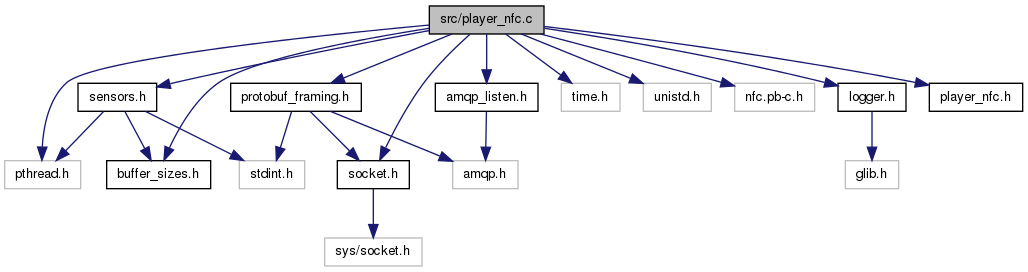 src/player_nfc.c
sensors.h
protobuf_framing.h
amqp_listen.h
time.h
unistd.h
nfc.pb-c.h
logger.h
player_nfc.h
pthread.h
buffer_sizes.h
stdint.h
socket.h
amqp.h
glib.h
sys/socket.h